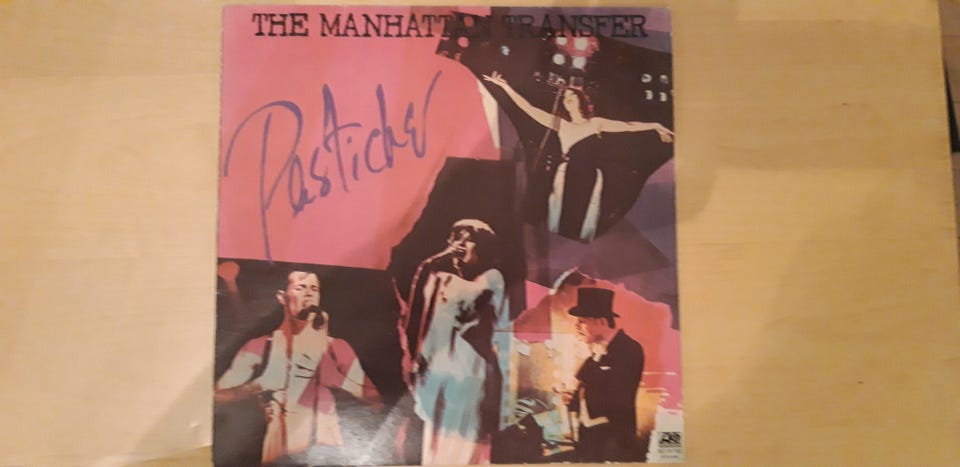 THE MANHATTAN TRANSFER
Pastiche